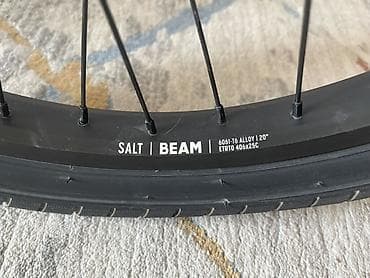 SALT | BEAM | 6061-T6 ALLOY | 20"
ETRTO 406x25C